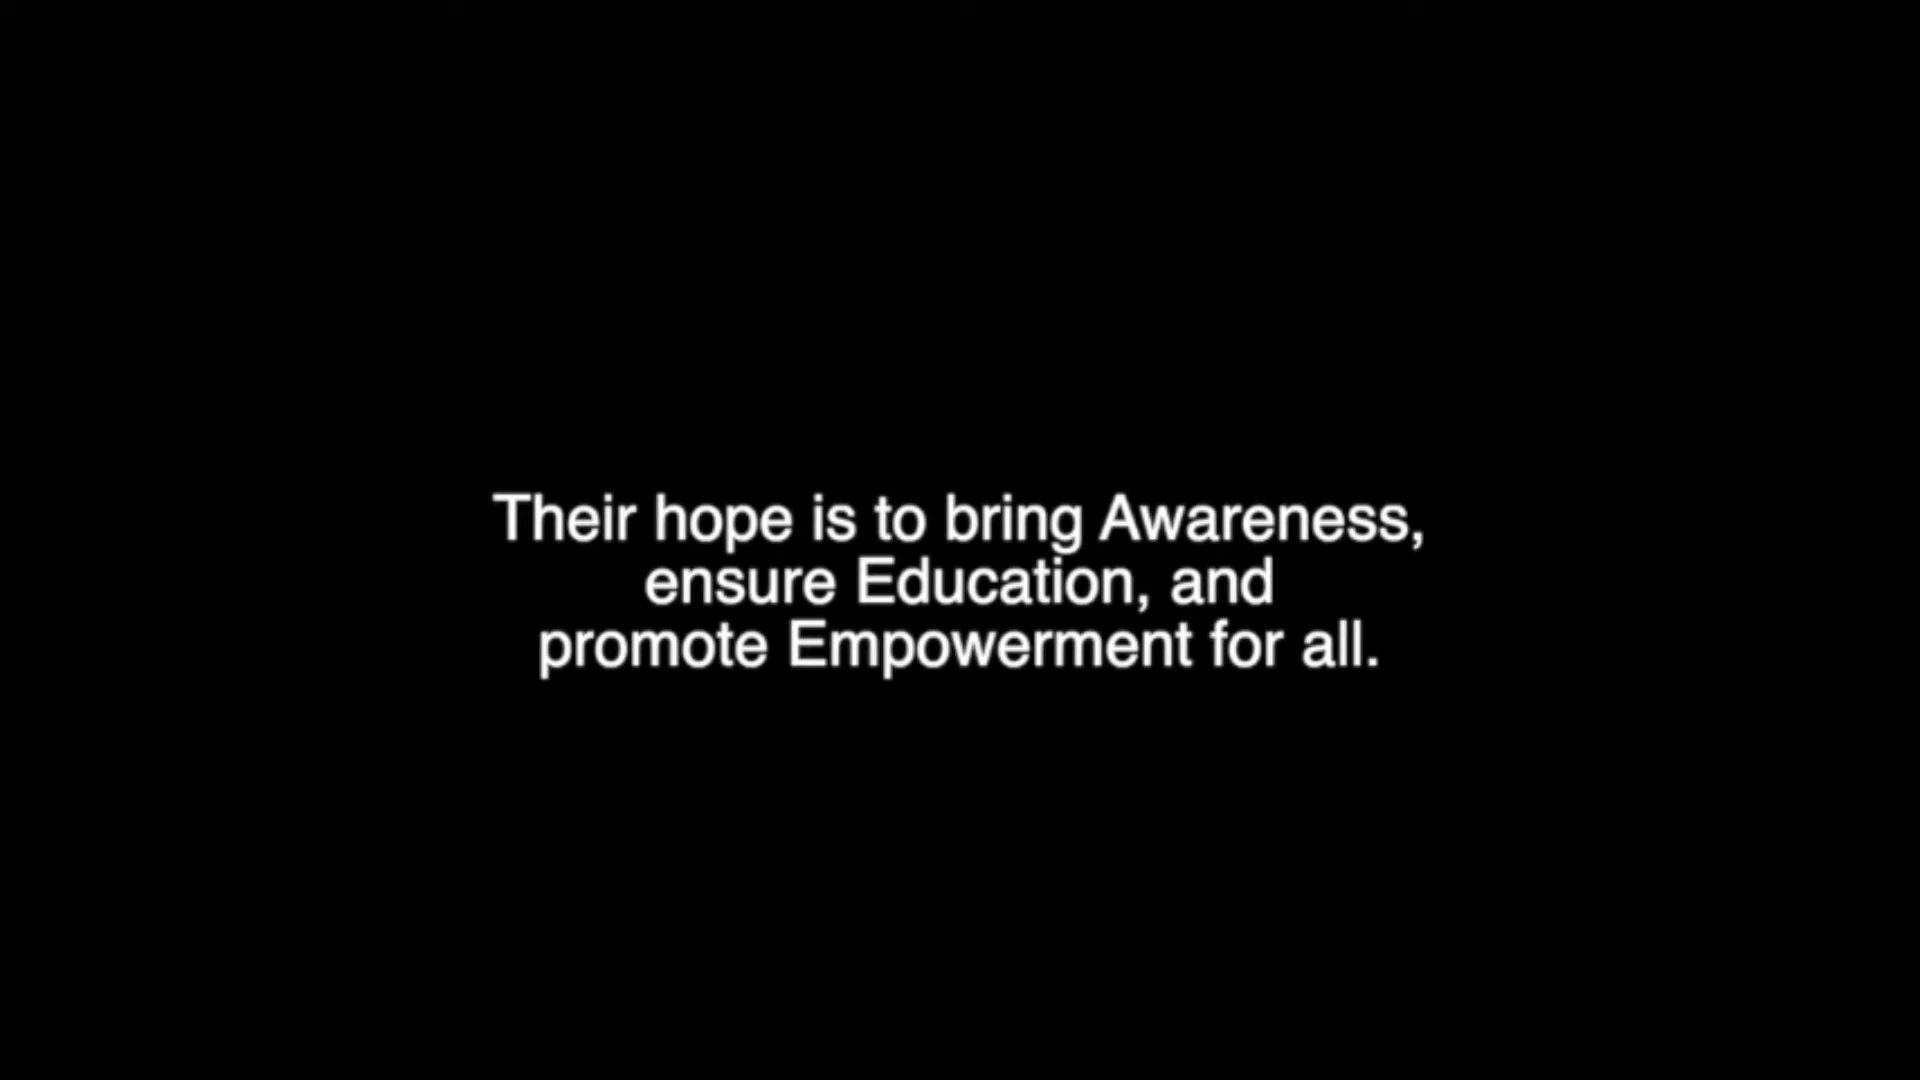 Their hope is to bring Awareness,
ensure Education, and
promote Empowerment for all.